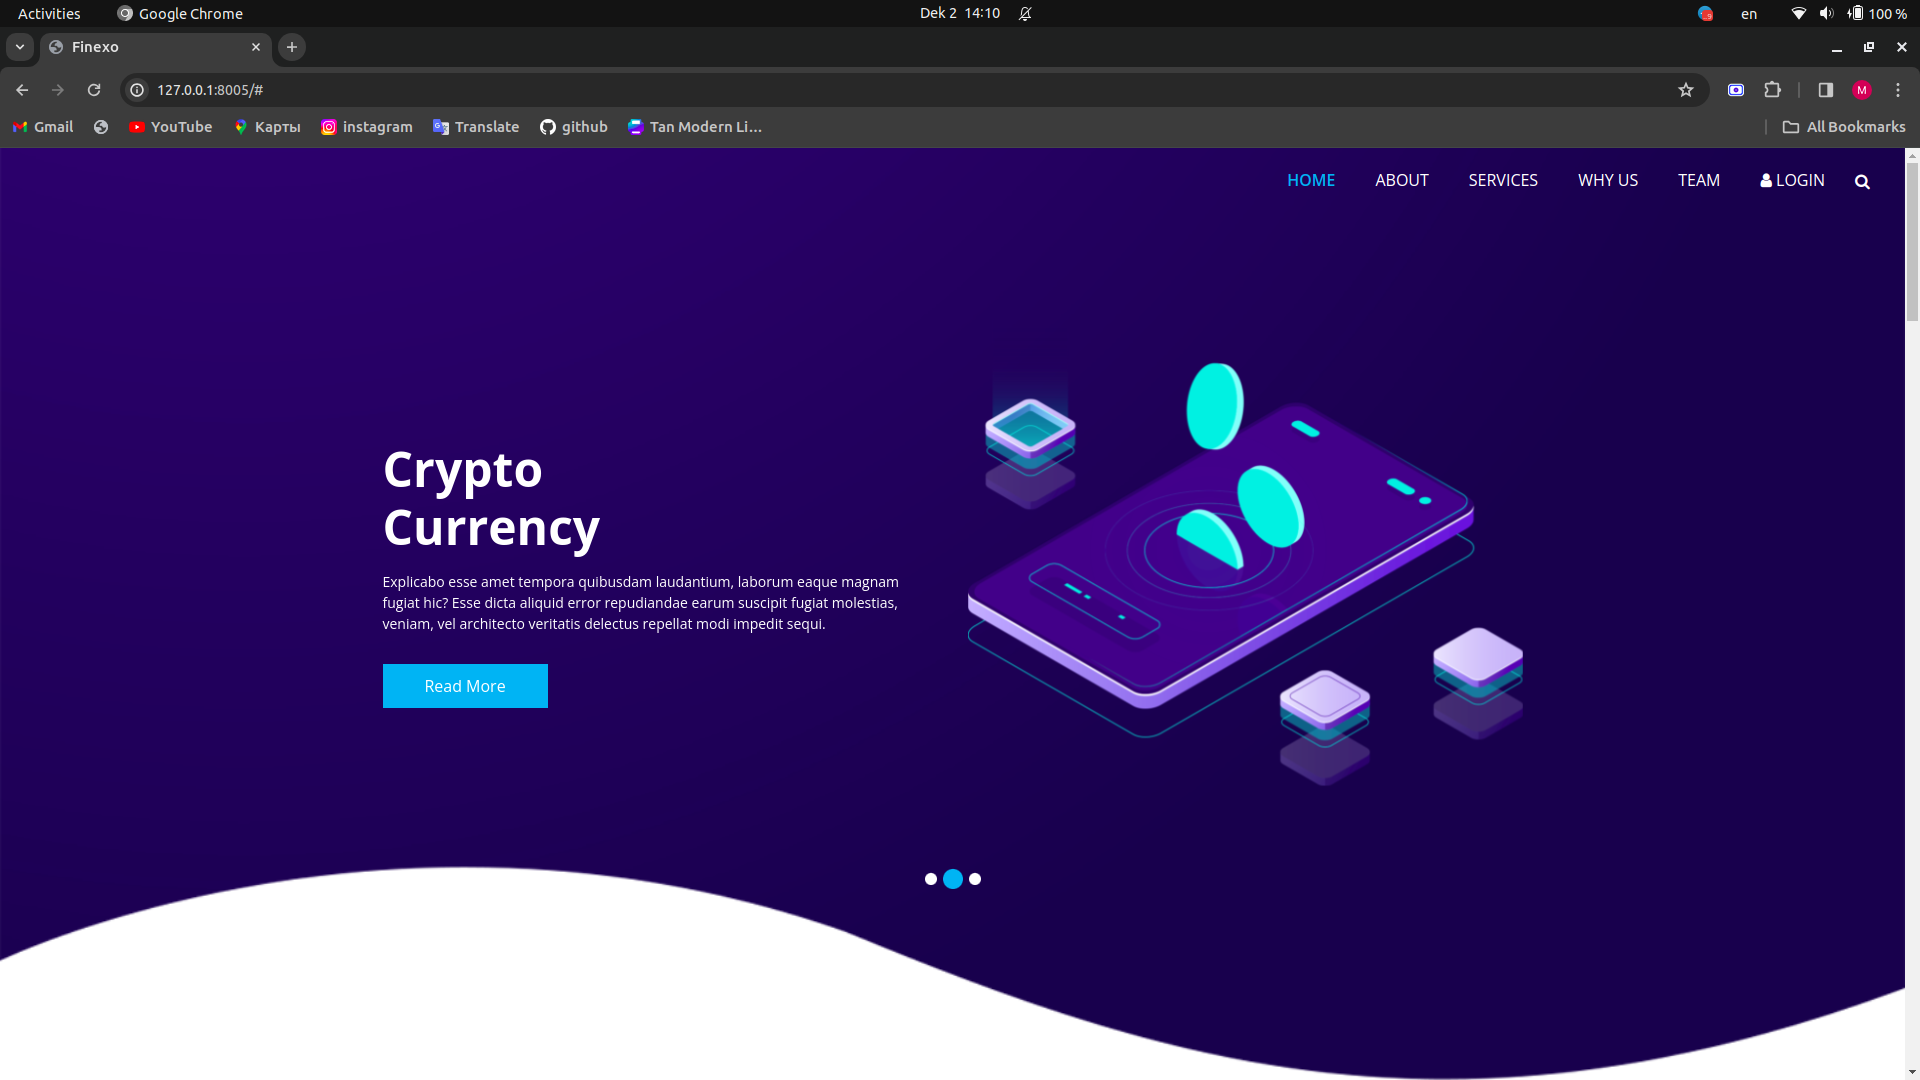 Activities
Google Chrome
Dek 2 14:10
en
100 %
Finexo
127.0.0.1:8005/#
M
Gmail
YouTube
Карты
instagram
Translate
github
Tan Modern Li...
All Bookmarks
HOME
ABOUT
SERVICES
WHY US
TEAM
LOGIN
Crypto
Currency
Explicabo esse amet tempora quibusdam laudantium, laborum eaque magnam
fugiat hic? Esse dicta aliquid error repudiandae earum suscipit fugiat molestias,
veniam, vel architecto veritatis delectus repellat modi impedit sequi.
Read More